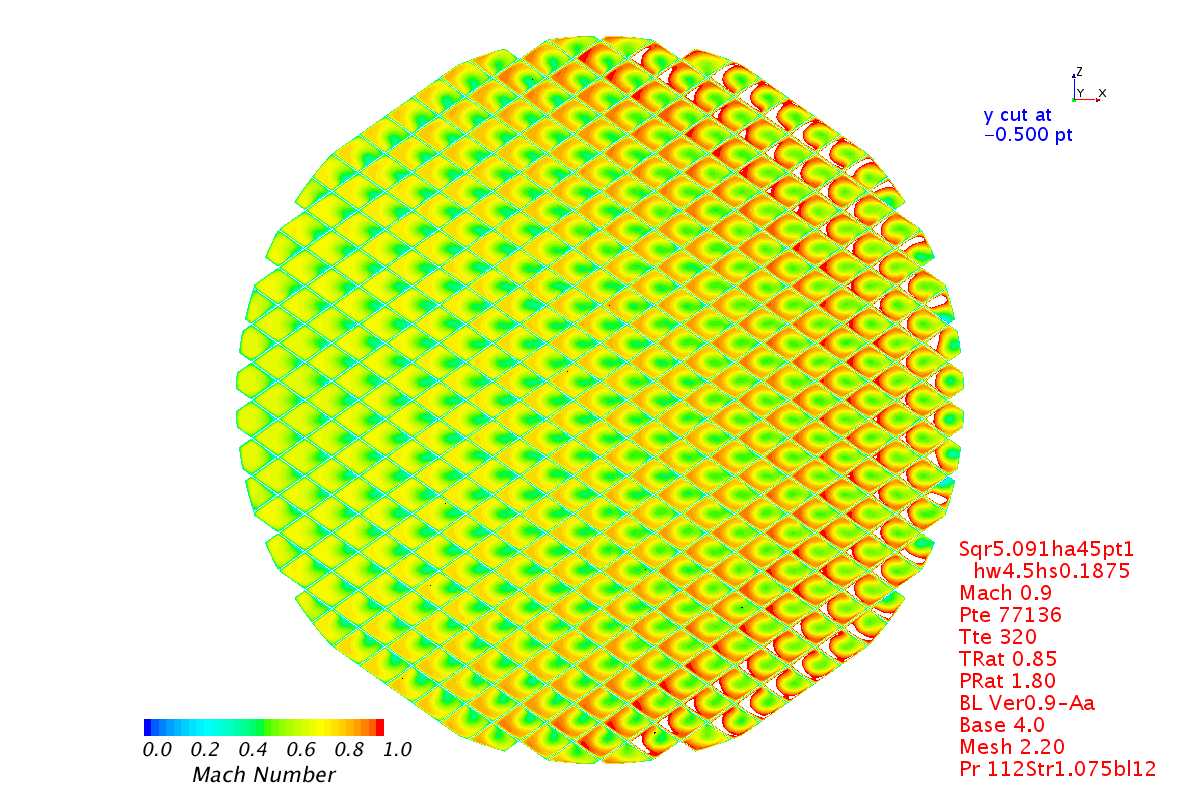 Z
Y X
y cut at
−0.500 pt
Sqr5.091ha45pt1
hw4.5hs0.1875
Mach 0.9
Pte 77136
Tte 320
TRat 0.85
PRat 1.80
BL Ver0.9−Aa
Base 4.0
Mesh 2.20
Pr 112Str1.075bl12
0.0 0.2 0.4 0.6 0.8 1.0
Mach Number